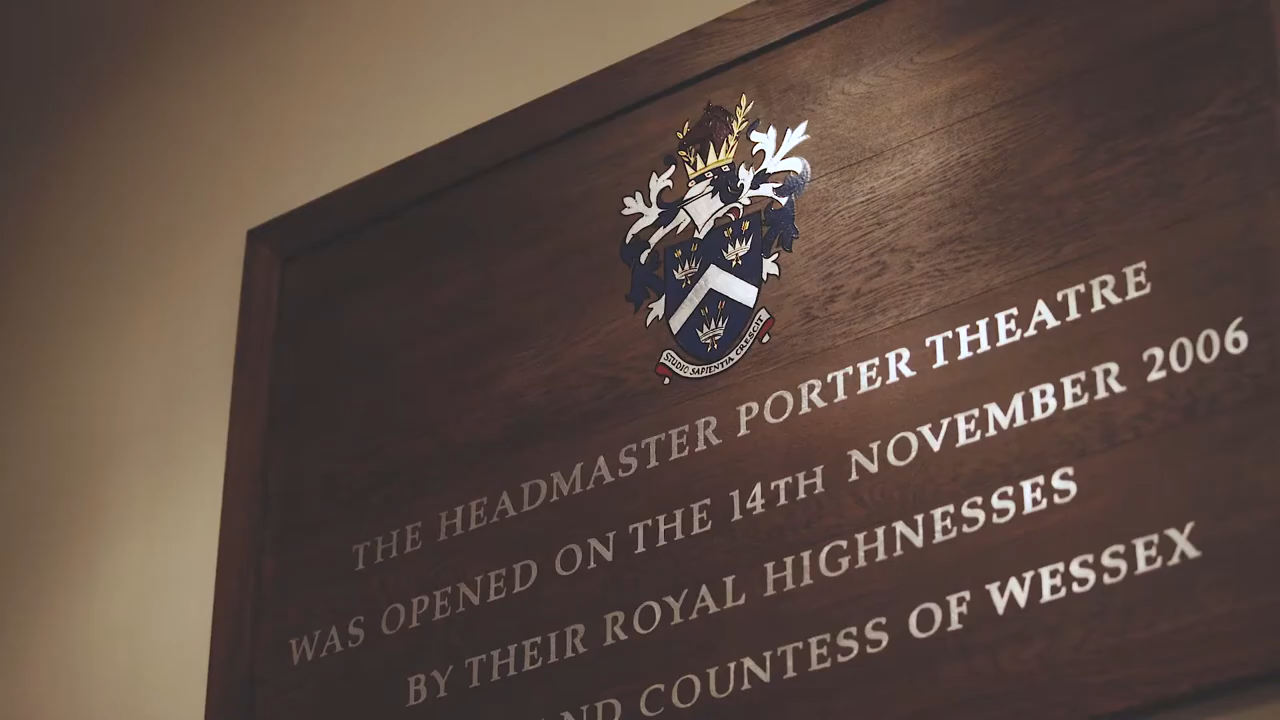 STUDIO SAPIENTIA CRESCIT
THE HEADMASTER PORTER THEATRE
WAS OPENED ON THE 14TH NOVEMBER 2006
BY THEIR ROYAL HIGHNESSES
AND COUNTESS OF WESSEX